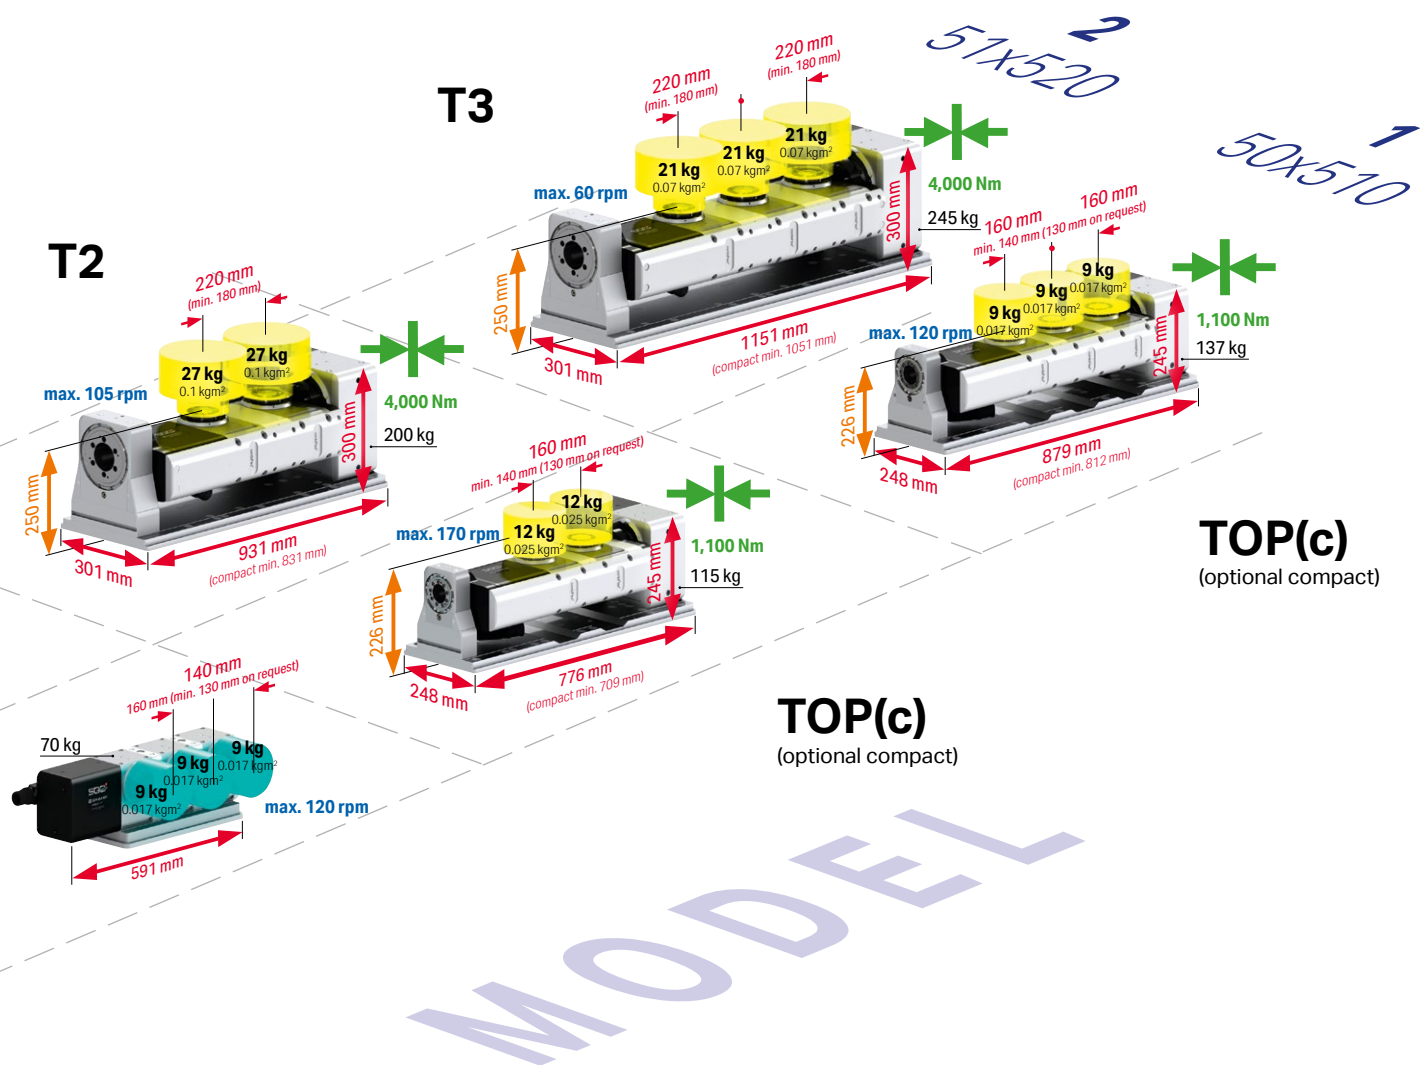 2
51x520
1
50x510
T3
220 mm
(min. 180 mm)
220 mm
(min. 180 mm)
21 kg
0.07 kgm²
21 kg
0.07 kgm²
21 kg
0.07 kgm²
max. 60 rpm
4,000 Nm
245 kg
300 mm
250 mm
301 mm
1151 mm
(compact min. 1051 mm)
T2
220 mm
(min. 180 mm)
27 kg
0.1 kgm²
27 kg
0.1 kgm²
max. 105 rpm
4,000 Nm
200 kg
300 mm
250 mm
301 mm
931 mm
(compact min. 831 mm)
160 mm
160 mm
min. 140 mm (130 mm on request)
9 kg
0.017 kgm²
9 kg
0.017 kgm²
9 kg
0.017 kgm²
max. 120 rpm
1,100 Nm
137 kg
245 mm
226 mm
248 mm
879 mm
(compact min. 812 mm)
TOP(c)
(optional compact)
160 mm
min. 140 mm (130 mm on request)
12 kg
0.025 kgm²
12 kg
0.025 kgm²
max. 170 rpm
1,100 Nm
115 kg
245 mm
226 mm
248 mm
776 mm
(compact min. 709 mm)
TOP(c)
(optional compact)
140 mm
160 mm (min. 130 mm on request)
70 kg
9 kg
0.017 kgm²
9 kg
0.017 kgm²
9 kg
0.017 kgm²
max. 120 rpm
591 mm
MODEL